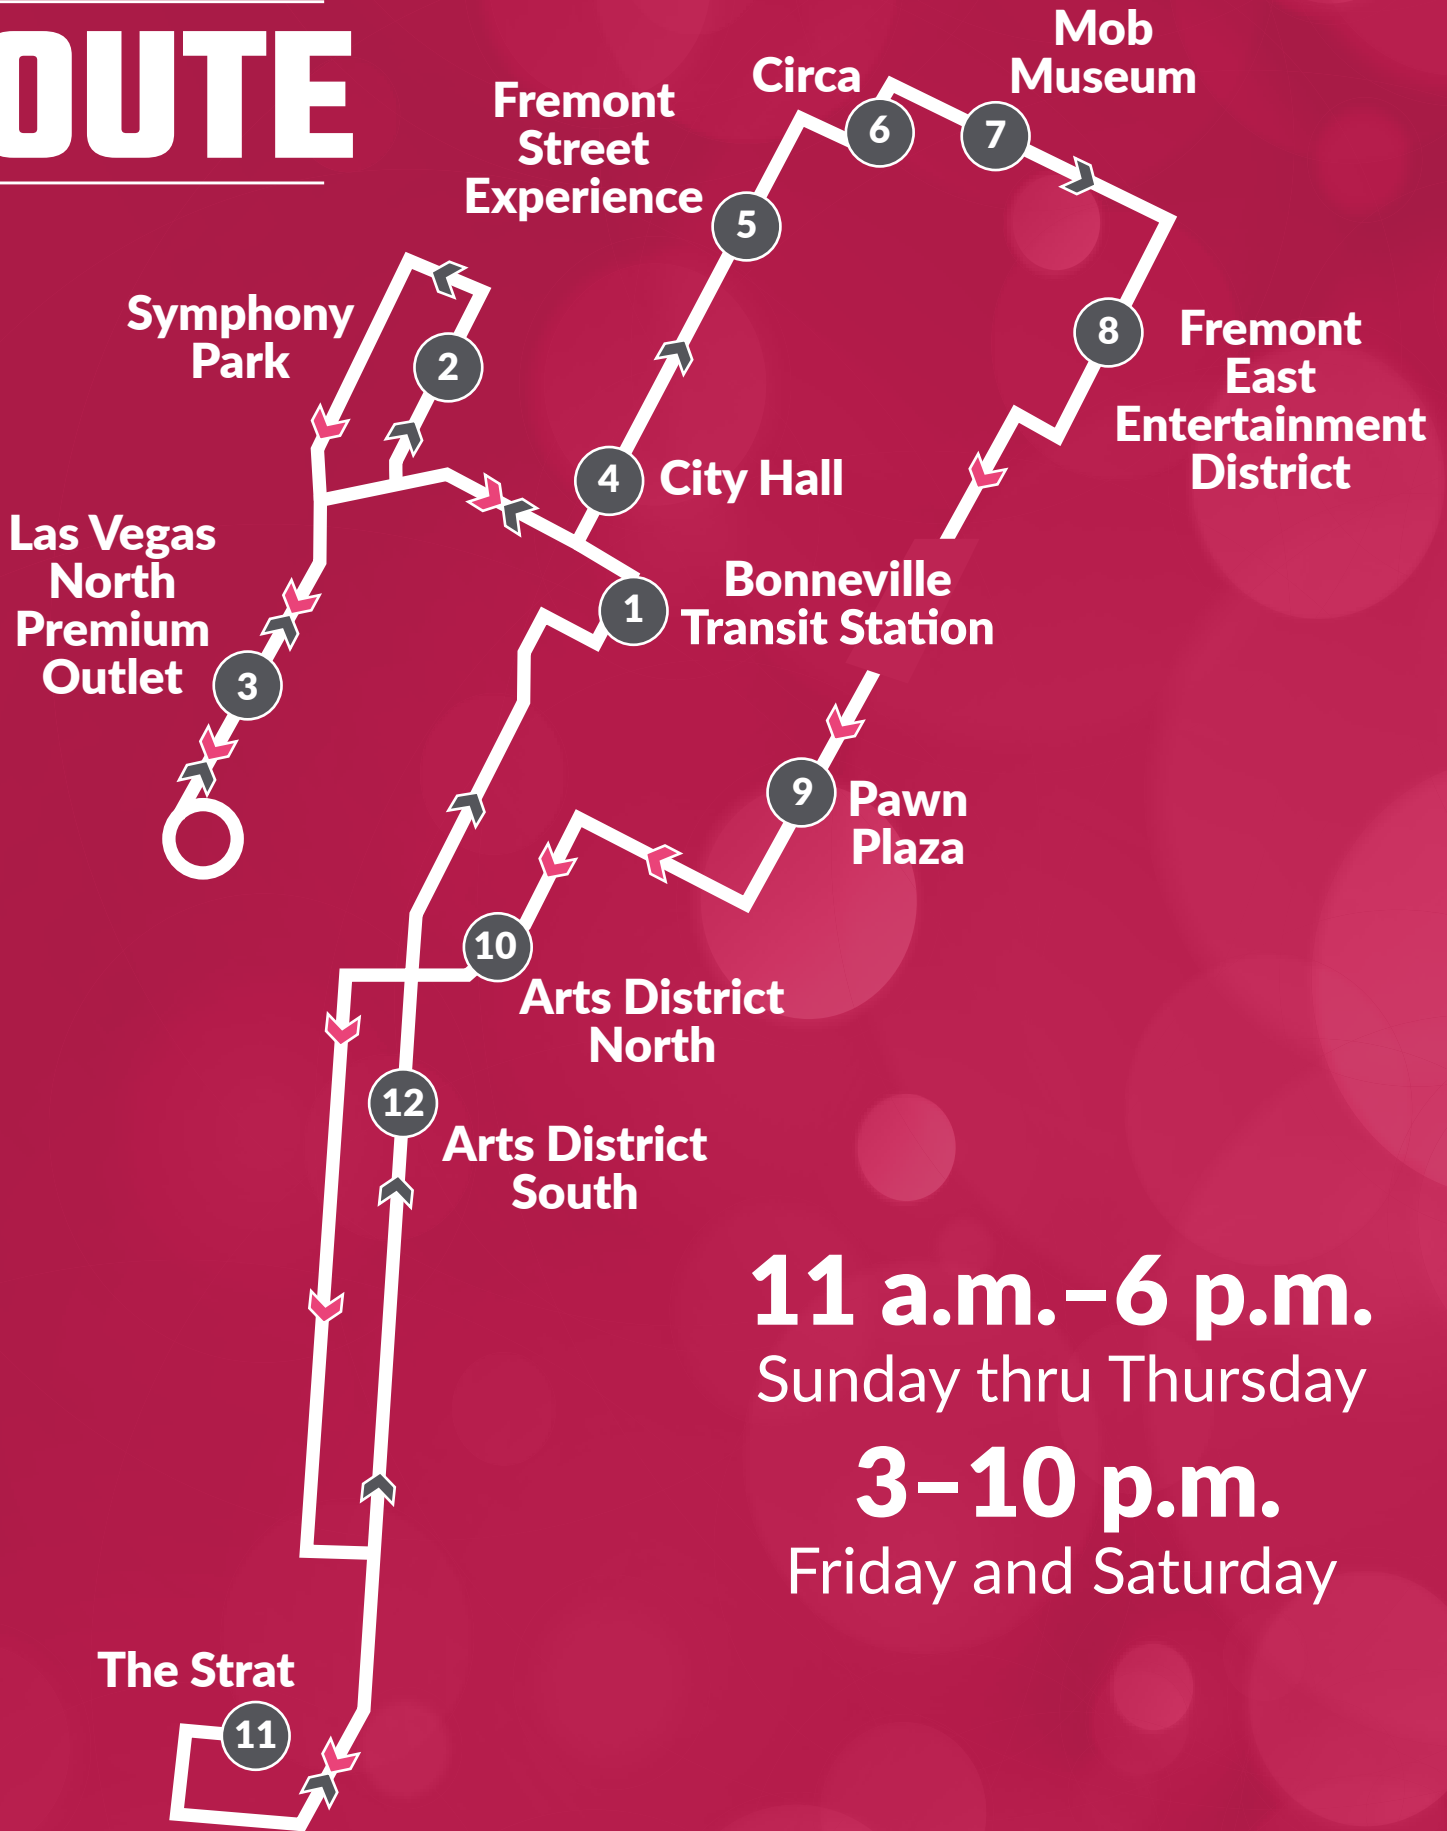 OUTE
Mob
Museum
Circa
6
7
Fremont
Street
Experience
5
Symphony
Park
2
8
Fremont
East
Entertainment
District
4
City Hall
Las Vegas
North
Premium
Outlet
3
1
Bonneville
Transit Station
9
Pawn
Plaza
10
Arts District
North
12
Arts District
South
11 a.m.–6 p.m.
Sunday thru Thursday
3–10 p.m.
Friday and Saturday
The Strat
11